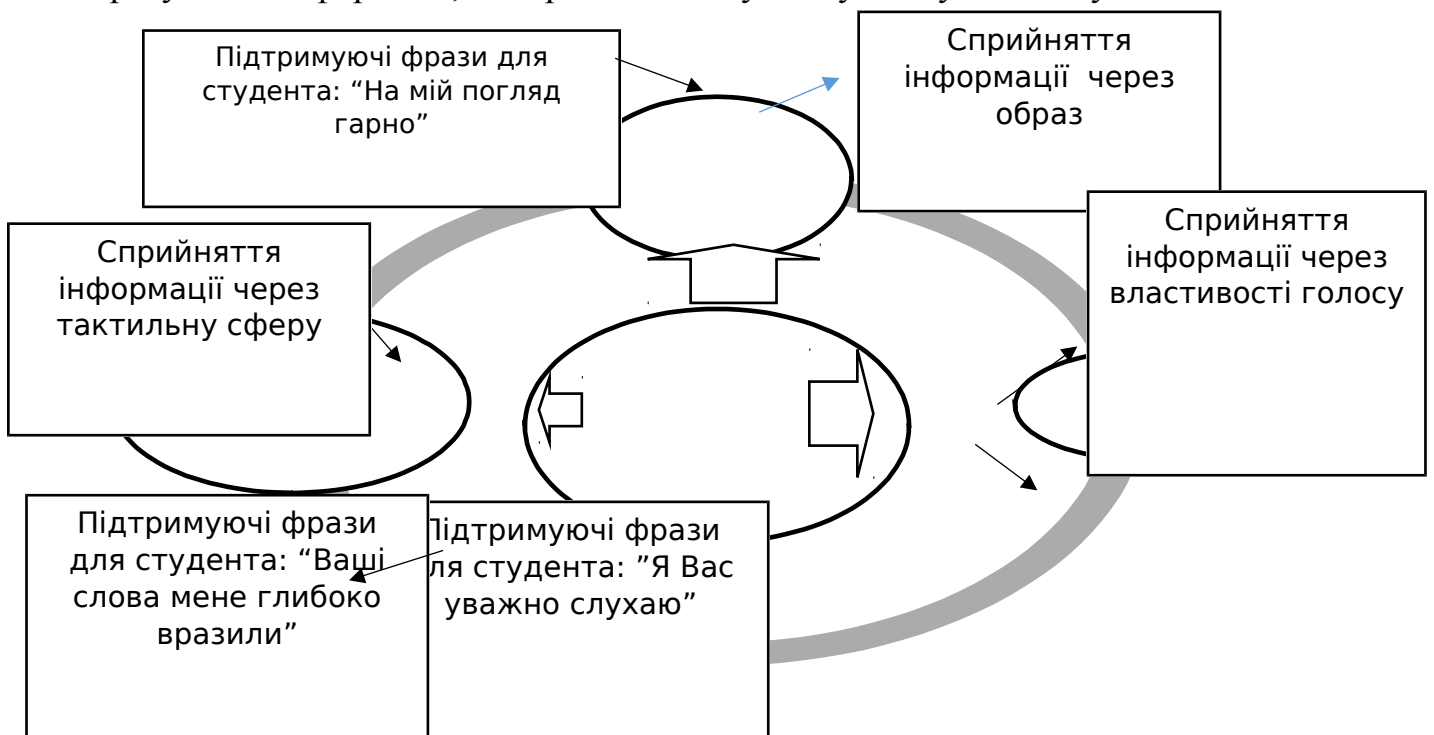 Підтримуючі фрази для
студента: “На мій погляд
гарно”
Сприйняття
інформації через
образ
Сприйняття
інформації через
тактильну сферу
Сприйняття
інформації через
властивості голосу
Підтримуючі фрази
для студента: “Ваші
слова мене глибоко
вразили”
Підтримуючі фрази
для студента: ”Я Вас
уважно слухаю”